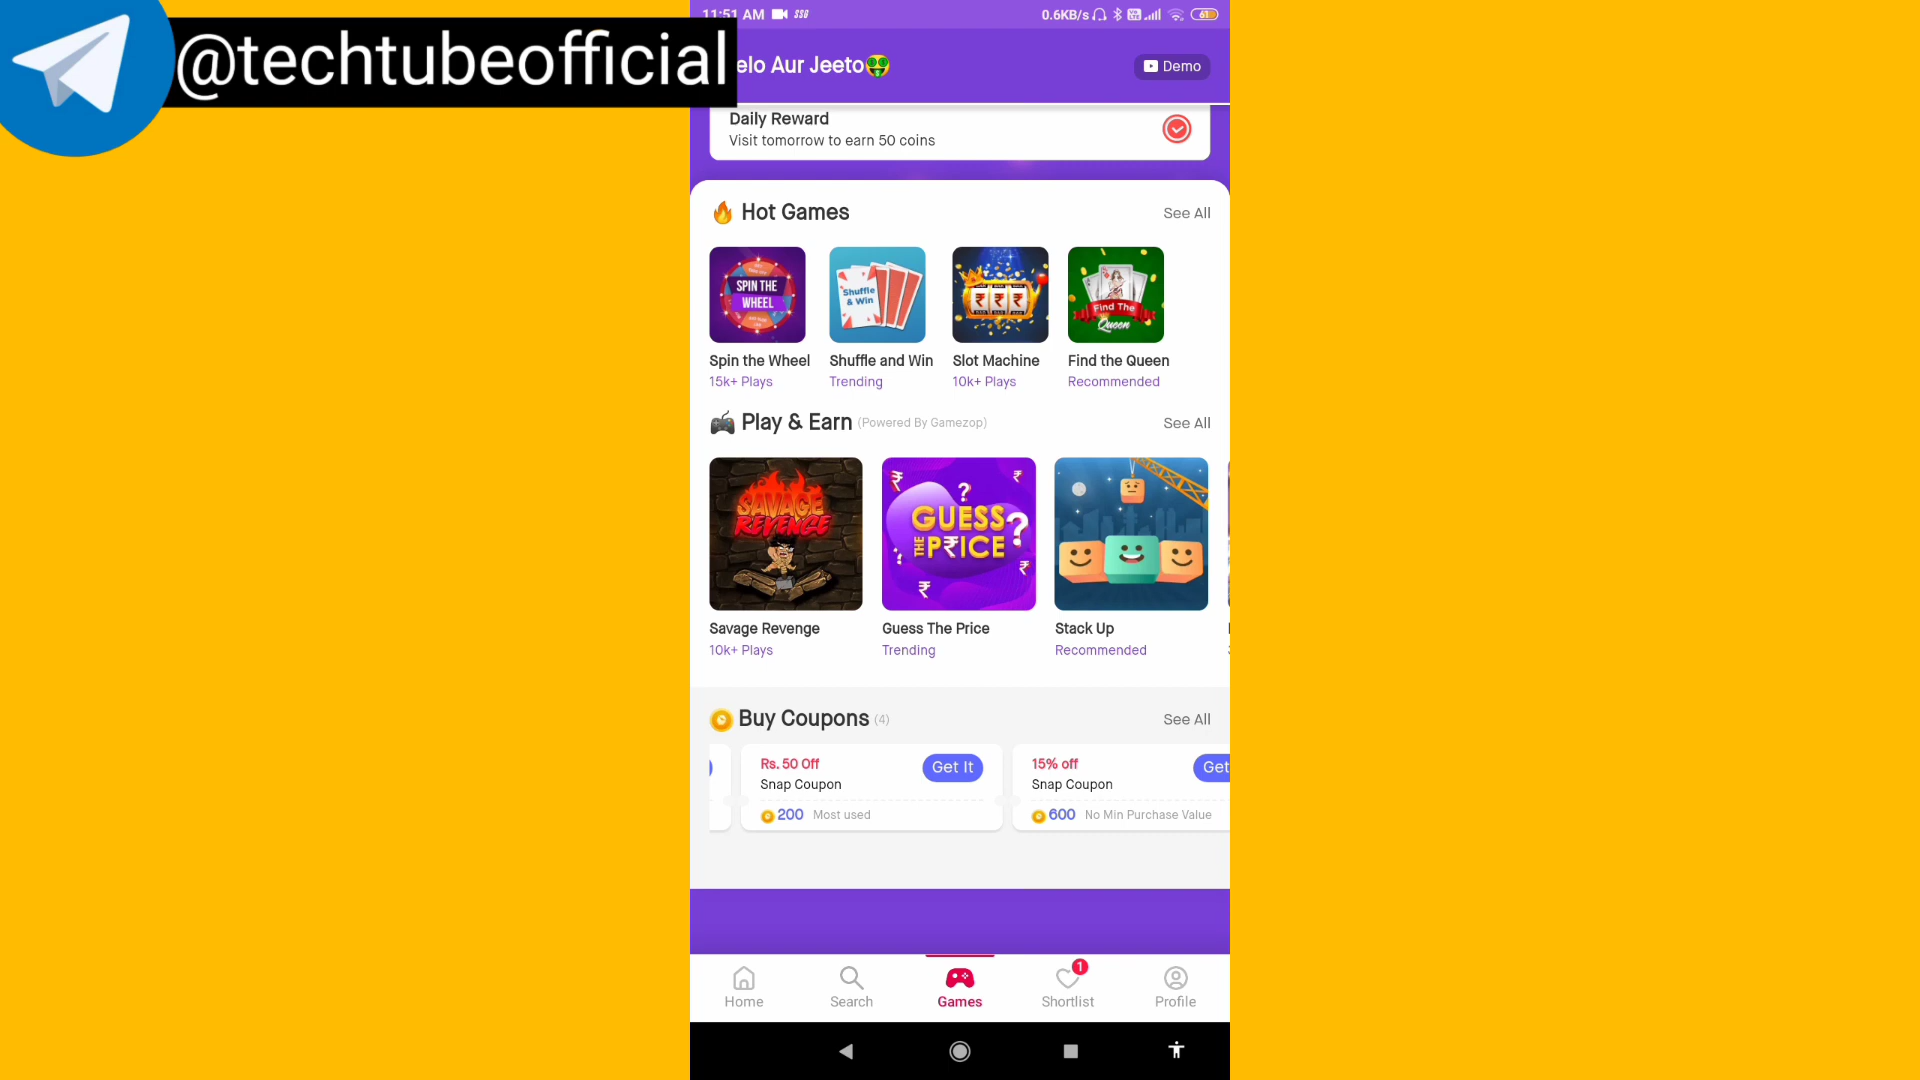 @techtubeofficial
11:51 AM
0.6KB/s
61
elo Aur Jeeto
Demo
Daily Reward
Visit tomorrow to earn 50 coins
Hot Games
See All
SPIN THE
WHEEL
Shuffle
& Win
₹ ₹ ₹
Find The
Queen
Spin the Wheel
Shuffle and Win
Slot Machine
Find the Queen
15k+ Plays
Trending
10k+ Plays
Recommended
Play & Earn (Powered By Gamezop)
See All
SAVAGE
REVENGE
GUESS
THE PR₹CE
?
Savage Revenge
Guess The Price
Stack Up
10k+ Plays
Trending
Recommended
Buy Coupons (4)
See All
Rs. 50 Off
Get It
Snap Coupon
200 Most used
15% off
Get
Snap Coupon
600 No Min Purchase Value
1
Home
Search
Games
Shortlist
Profile